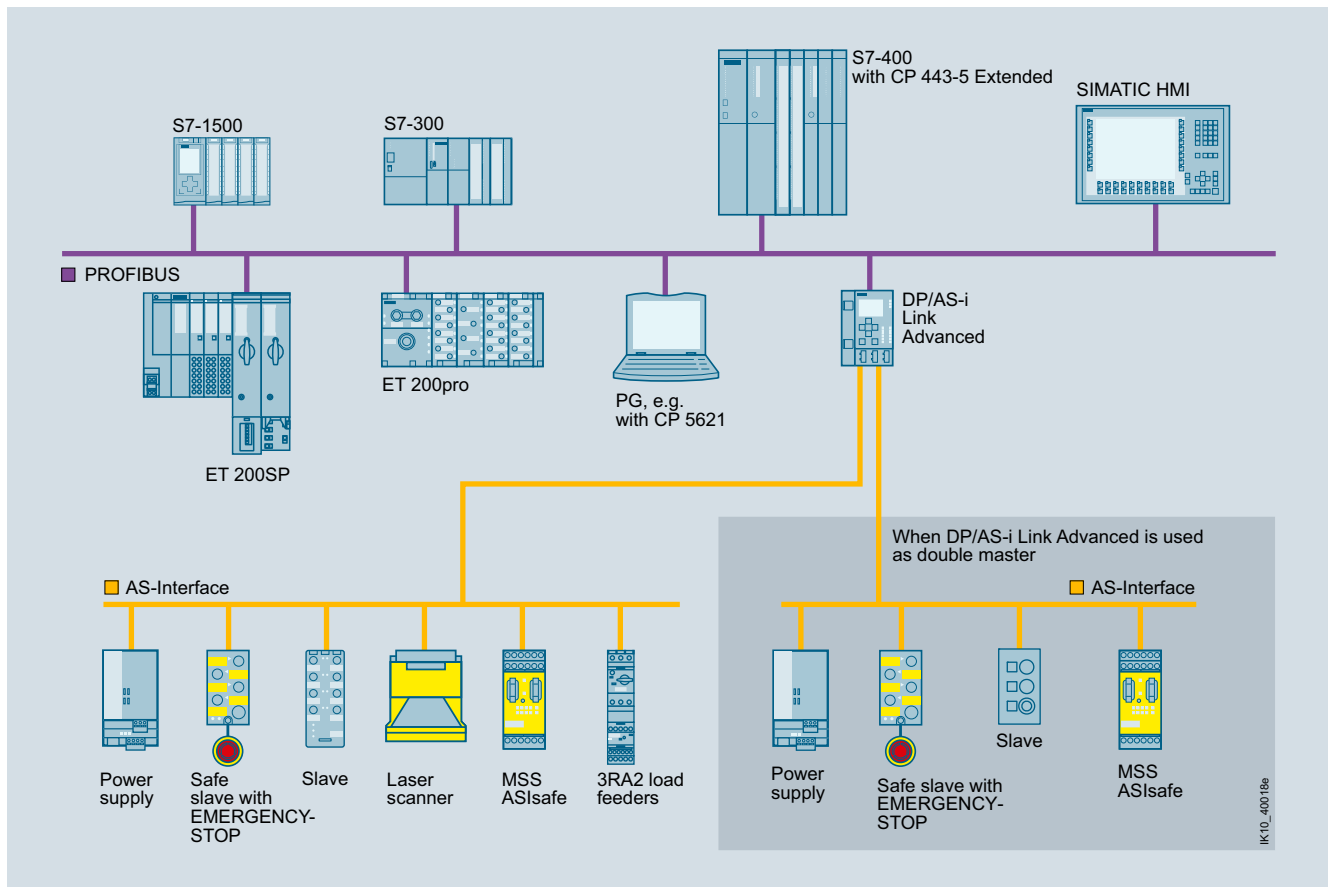 S7-400
with CP 443-5 Extended
SIMATIC HMI
S7-1500
S7-300
PROFIBUS
DP/AS-i
Link
Advanced
ET 200pro
PG, e.g.
with CP 5621
ET 200SP
When DP/AS-i Link Advanced is used
as double master
AS-Interface
AS-Interface
Power
supply
Safe
slave with
EMERGENCY-
STOP
Slave
Laser
scanner
MSS
ASIsafe
3RA2 load
feeders
Power
supply
Safe slave with
EMERGENCY-
STOP
Slave
MSS
ASIsafe
IK10_40018e